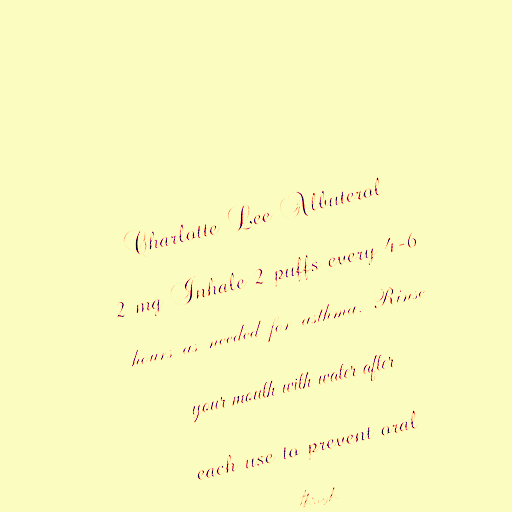 Charlotte Lee Albuterol
2 mg Inhale 2 puffs every 4-6
hours as needed for asthma. Rinse
your mouth with water after
each use to prevent oral